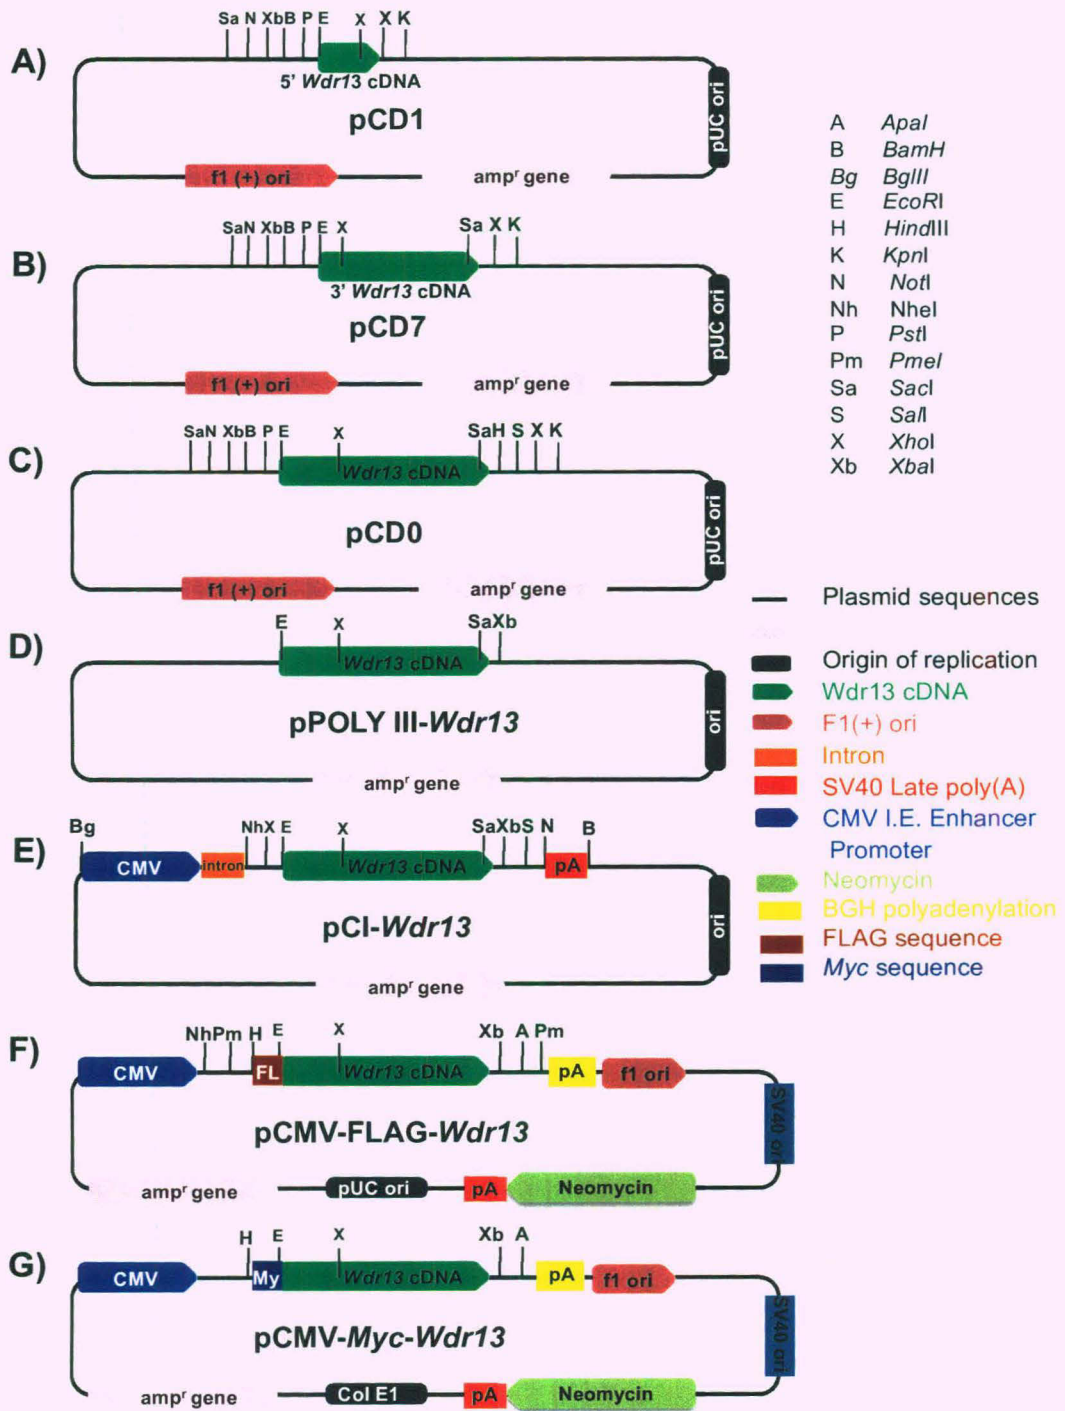 A)
Sa N XbB P E X X K
5' Wdr13 cDNA
pCD1
pUC ori
f1 (+) ori
ampr gene
B)
SaN XbB P E X Sa X K
3' Wdr13 cDNA
pCD7
pUC ori
f1 (+) ori
ampr gene
C)
SaN XbB P E X SaH S X K
Wdr13 cDNA
pCD0
pUC ori
f1 (+) ori
ampr gene
D)
E X SaXb
Wdr13 cDNA
pPOLY III-Wdr13
ori
ampr gene
E)
Bg NhX E X SaXbS N B
CMV intron Wdr13 cDNA pA
pCI-Wdr13
ori
ampr gene
F)
NhPm H E X Xb A Pm
CMV FL Wdr13 cDNA pA f1 ori
pCMV-FLAG-Wdr13
SV40 ori
ampr gene pUC ori pA Neomycin
G)
H E X Xb A
CMV My Wdr13 cDNA pA f1 ori
pCMV-Myc-Wdr13
SV40 ori
ampr gene Col E1 pA Neomycin
A ApaI
B BamH
Bg BglII
E EcoRI
H HindIII
K KpnI
N NotI
Nh NheI
P PstI
Pm PmeI
Sa SacI
S SalI
X XhoI
Xb XbaI
Plasmid sequences
Origin of replication
Wdr13 cDNA
F1(+) ori
Intron
SV40 Late poly(A)
CMV I.E. Enhancer
Promoter
Neomycin
BGH polyadenylation
FLAG sequence
Myc sequence